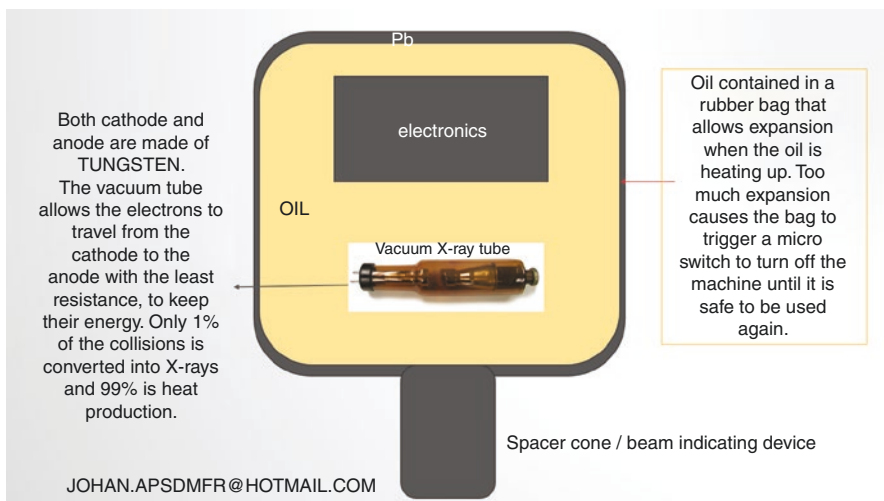 Pb
electronics
OIL
Vacuum X-ray tube
Both cathode and
anode are made of
TUNGSTEN.
The vacuum tube
allows the electrons to
travel from the
cathode to the
anode with the least
resistance, to keep
their energy. Only 1%
of the collisions is
converted into X-rays
and 99% is heat
production.
Oil contained in a
rubber bag that
allows expansion
when the oil is
heating up. Too
much expansion
causes the bag to
trigger a micro
switch to turn off the
machine until it is
safe to be used
again.
Spacer cone / beam indicating device
JOHAN.APSDMFR@HOTMAIL.COM